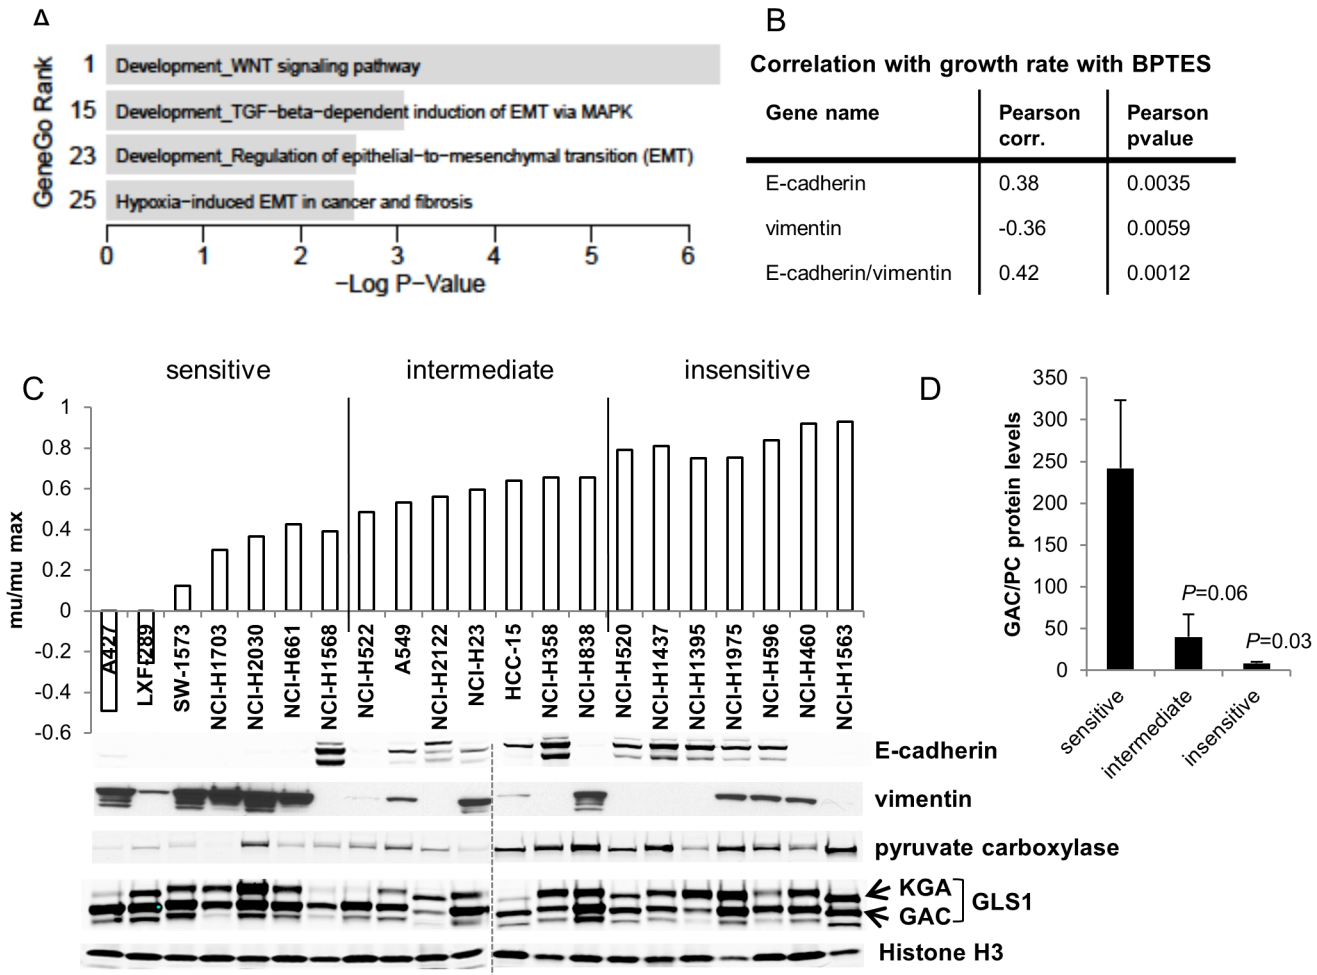 A
GeneGo Rank
1 Development_WNT signaling pathway
15 Development_TGF-beta-dependent induction of EMT via MAPK
23 Development_Regulation of epithelial-to-mesenchymal transition (EMT)
25 Hypoxia-induced EMT in cancer and fibrosis
0 1 2 3 4 5 6
-Log P-Value
B
Correlation with growth rate with BPTES
Gene name Pearson corr. Pearson pvalue
E-cadherin 0.38 0.0035
vimentin -0.36 0.0059
E-cadherin/vimentin 0.42 0.0012
C
sensitive intermediate insensitive
mu/mu max
1
0.8
0.6
0.4
0.2
0
-0.2
-0.4
-0.6
A427
LXF-289
SW-1573
NCI-H1703
NCI-H2030
NCI-H661
NCI-H1568
NCI-H522
A549
NCI-H2122
NCI-H23
HCC-15
NCI-H358
NCI-H838
NCI-H520
NCI-H1437
NCI-H1395
NCI-H1975
NCI-H596
NCI-H460
NCI-H1563
E-cadherin
vimentin
pyruvate carboxylase
KGA
GAC
GLS1
Histone H3
D
GAC/PC protein levels
350
300
250
200
150
100
50
0
P=0.06
P=0.03
sensitive
intermediate
insensitive